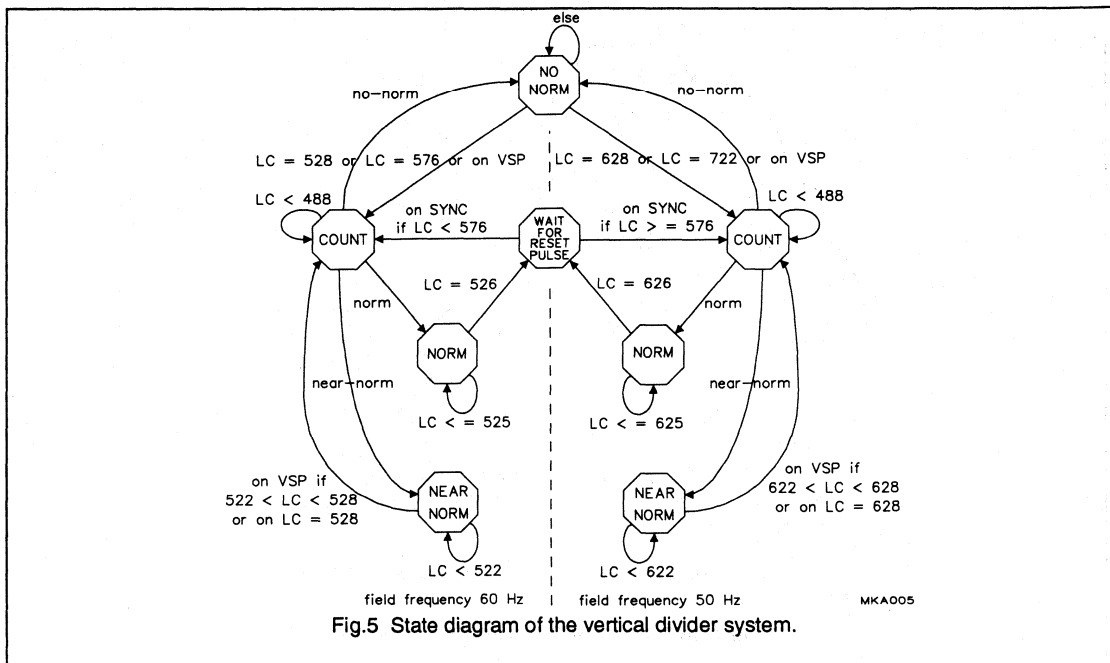 else
NO
NORM
no-norm
no-norm
LC = 528 or LC = 576 or on VSP
LC = 628 or LC = 722 or on VSP
LC < 488
LC < 488
on SYNC
if LC < 576
WAIT
FOR
RESET
PULSE
on SYNC
if LC > = 576
COUNT
COUNT
LC = 526
LC = 626
norm
norm
NORM
NORM
near-norm
near-norm
LC < = 525
LC < = 625
on VSP if
522 < LC < 528
or on LC = 528
NEAR
NORM
NEAR
NORM
on VSP if
622 < LC < 628
or on LC = 628
LC < 522
LC < 622
field frequency 60 Hz
field frequency 50 Hz
MKA005
Fig.5 State diagram of the vertical divider system.